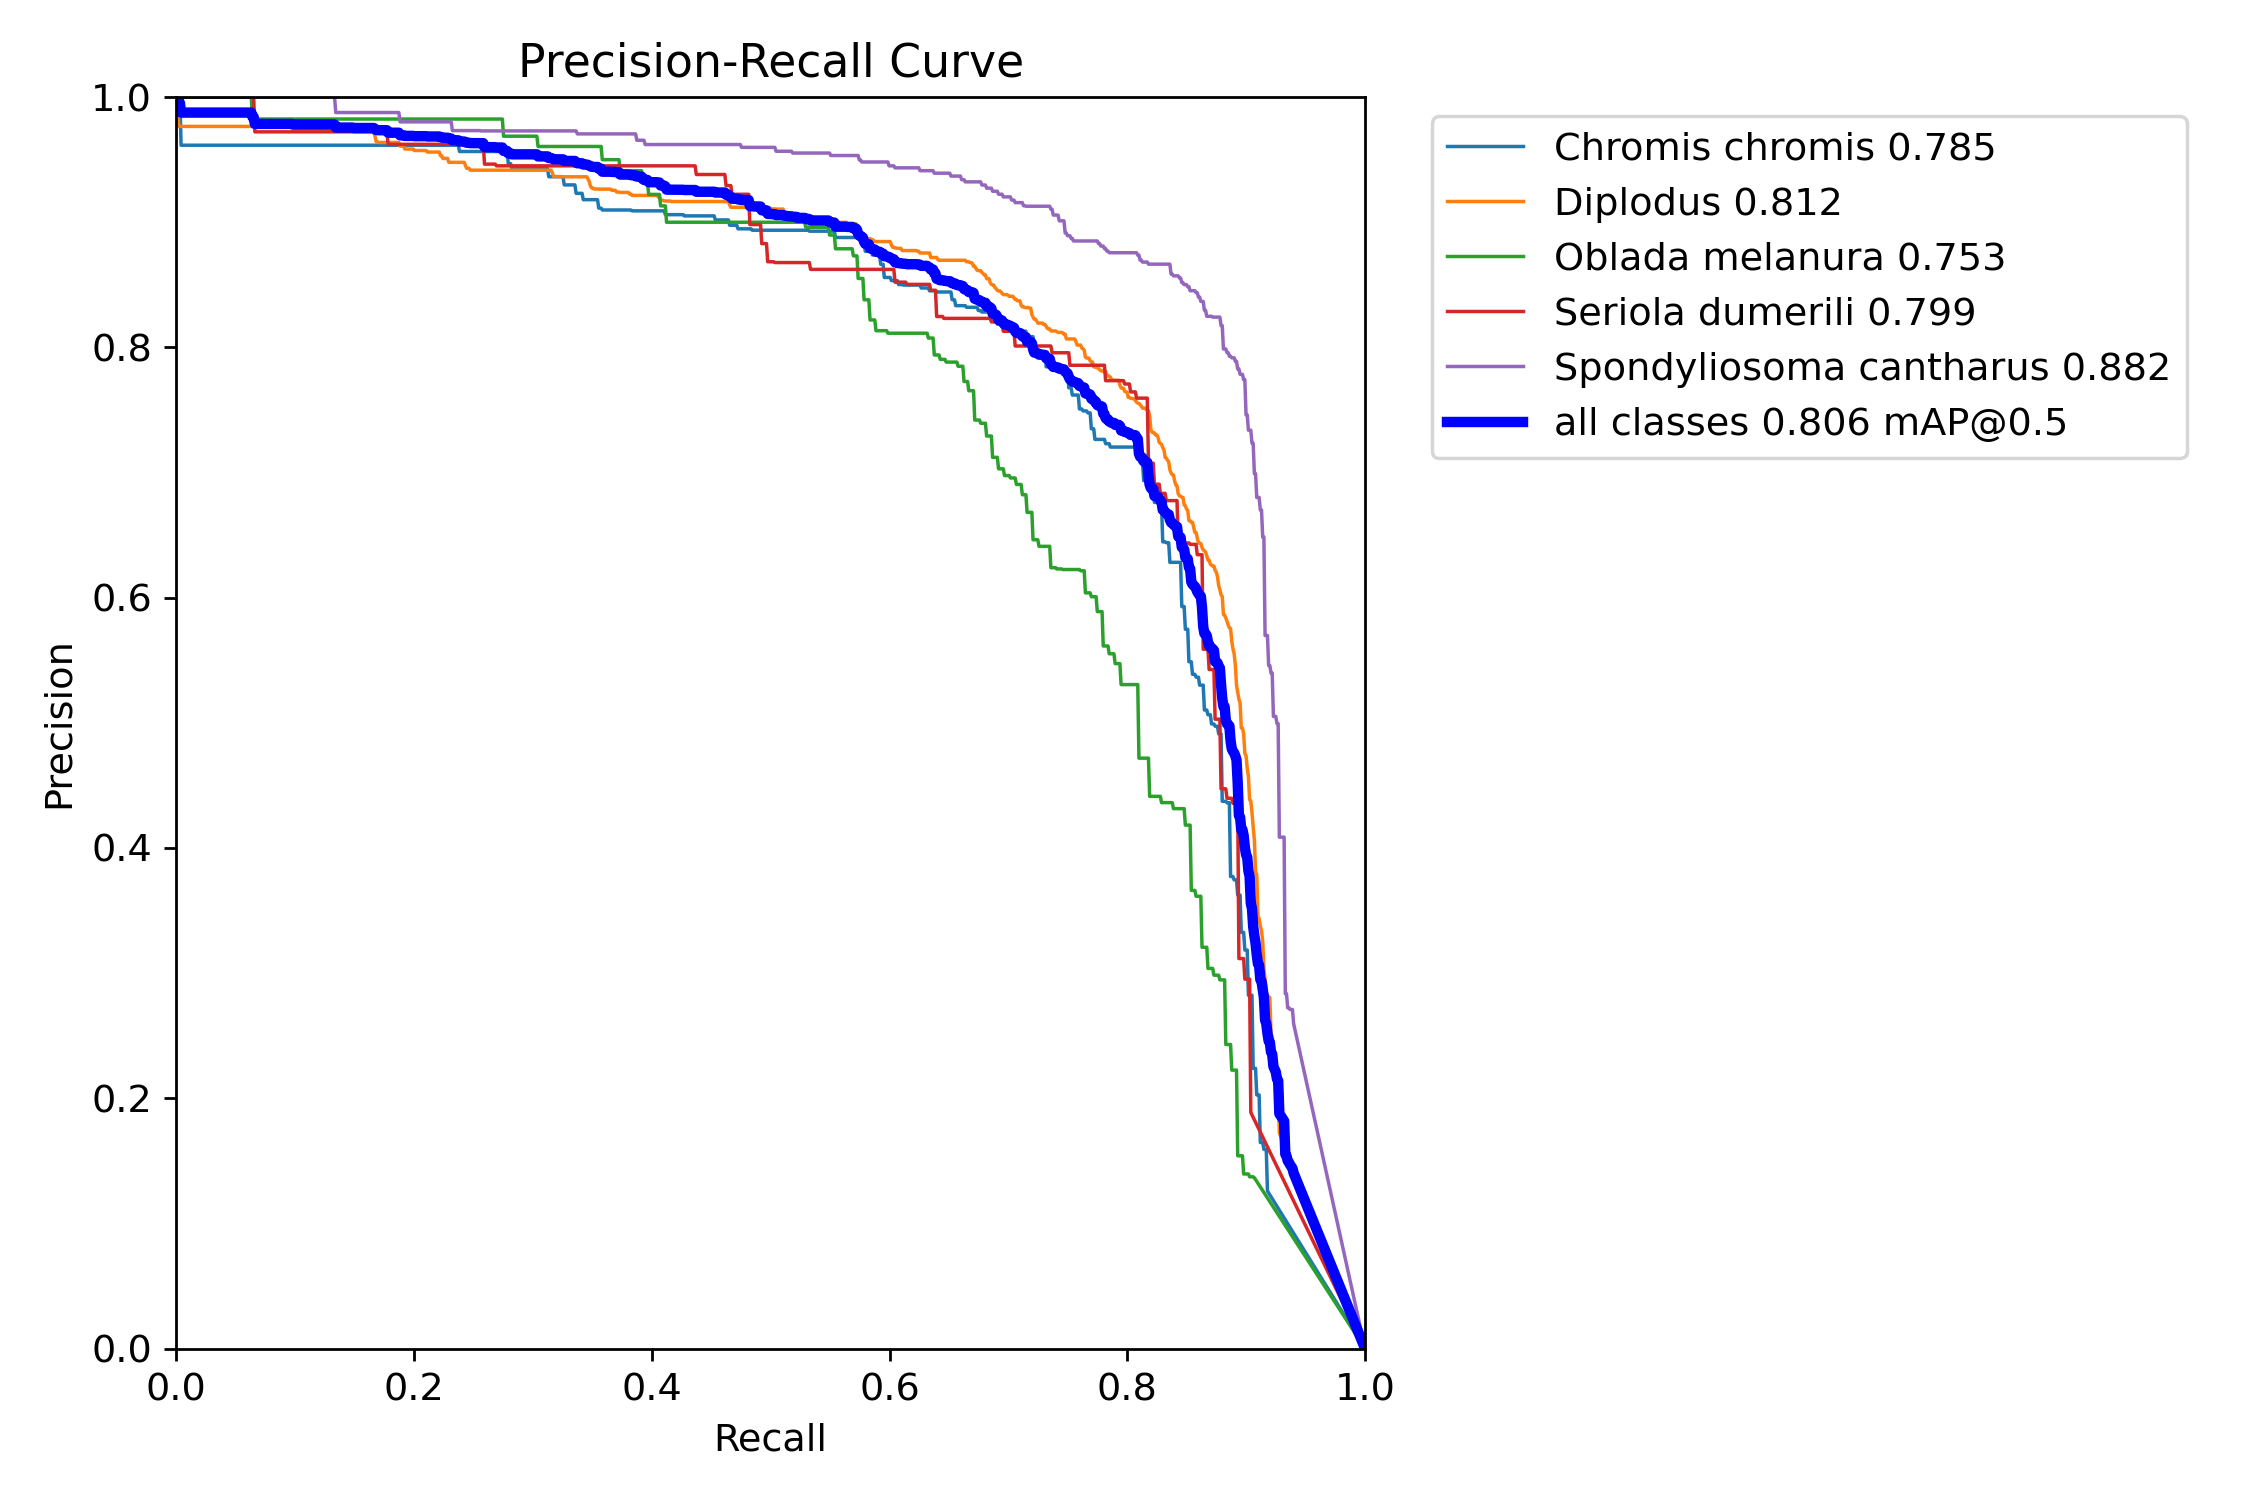 Precision-Recall Curve
1.0
0.8
0.6
0.4
0.2
0.0
Precision
0.0 0.2 0.4 0.6 0.8 1.0
Recall
Chromis chromis 0.785
Diplodus 0.812
Oblada melanura 0.753
Seriola dumerili 0.799
Spondyliosoma cantharus 0.882
all classes 0.806 mAP@0.5